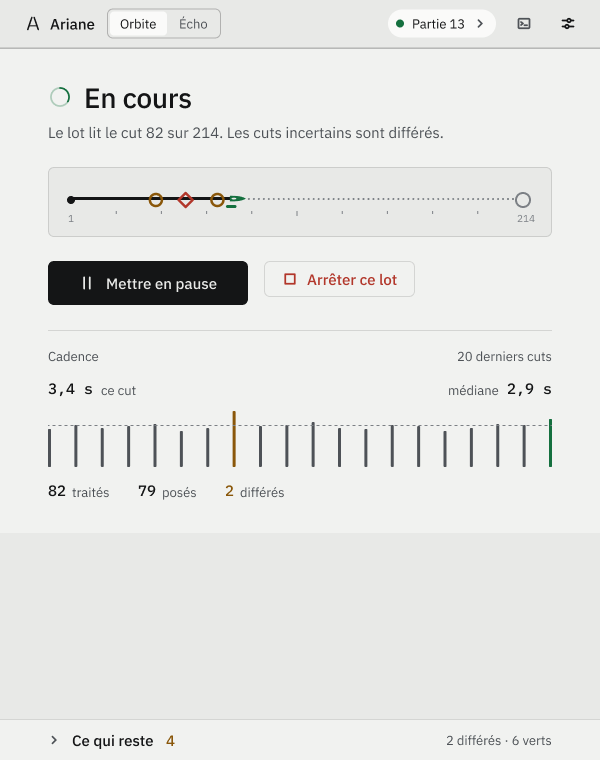 Ariane Orbite Écho Partie 13
En cours
Le lot lit le cut 82 sur 214. Les cuts incertains sont différés.
1 214
Mettre en pause Arrêter ce lot
Cadence 20 derniers cuts
3,4 s ce cut médiane 2,9 s
82 traités 79 posés 2 différés
Ce qui reste 4 2 différés · 6 verts